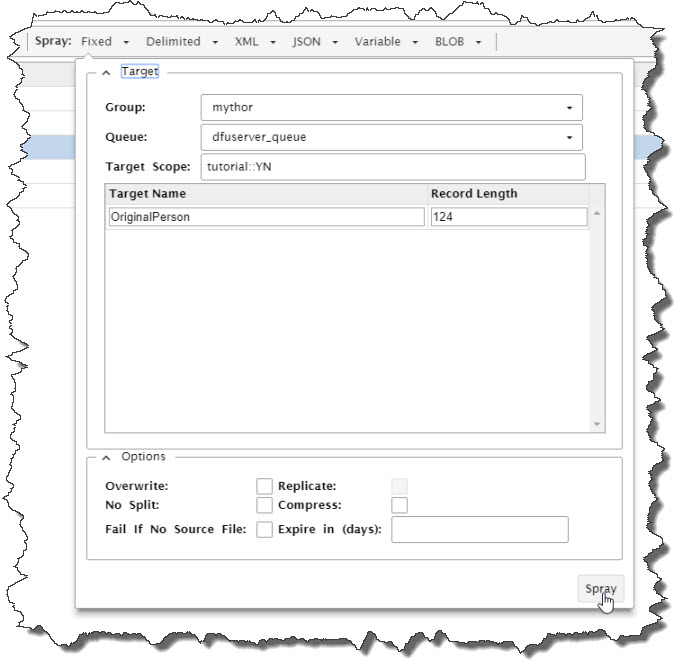 Spray: Fixed Delimited XML JSON Variable BLOB
Target
Group: mythor
Queue: dfuserver_queue
Target Scope: tutorial::YN
Target Name Record Length
OriginalPerson 124
Options
Overwrite: Replicate:
No Split: Compress:
Fail If No Source File: Expire in (days):
Spray